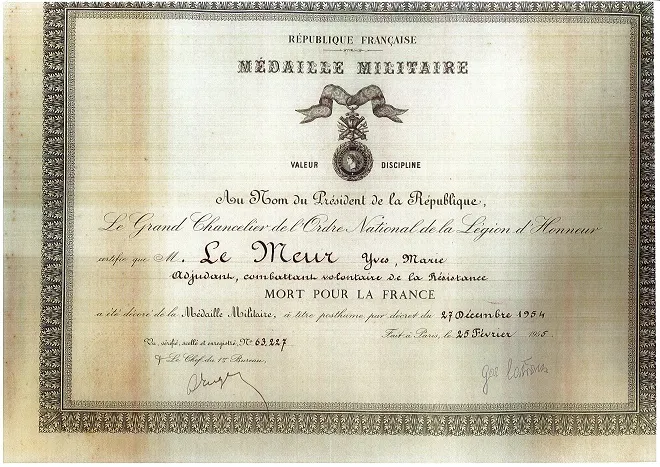 RÉPUBLIQUE FRANÇAISE
MÉDAILLE MILITAIRE
VALEUR DISCIPLINE
Au Nom du Président de la République,
Le Grand Chancelier de l'Ordre National de la Légion d'Honneur
certifie que M. Le Meur Yves, Marie
Adjudant, combattant volontaire de la Résistance
MORT POUR LA FRANCE
a été décoré de la Médaille Militaire, à titre posthume, par décret du 27 Décembre 1954
Fait à Paris, le 25 Février 1955.
Vu, vérifié, scellé et enregistré, No 63,227
Le Chef du 1er Bureau,